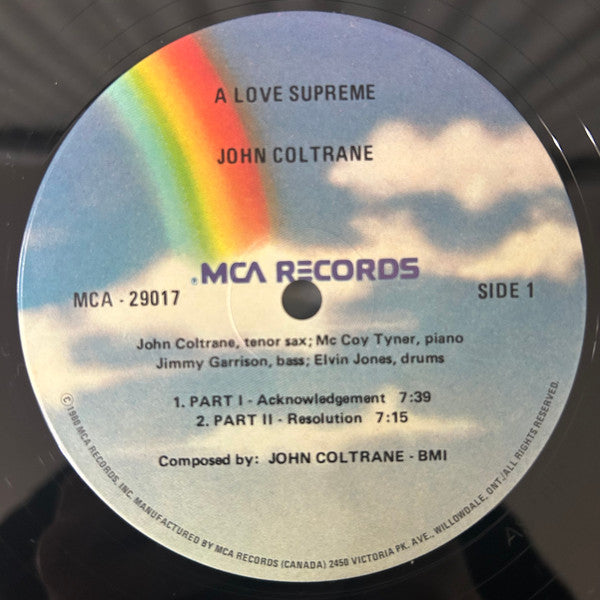 A LOVE SUPREME
JOHN COLTRANE
®MCA RECORDS
MCA - 29017
SIDE 1
John Coltrane, tenor sax; Mc Coy Tyner, piano
Jimmy Garrison, bass; Elvin Jones, drums
1. PART I - Acknowledgement 7:39
2. PART II - Resolution 7:15
Composed by: JOHN COLTRANE - BMI
©1980 MCA RECORDS, INC. MANUFACTURED BY MCA RECORDS (CANADA) 2450 VICTORIA PK. AVE., WILLOWDALE, ONT./ALL RIGHTS RESERVED.
A